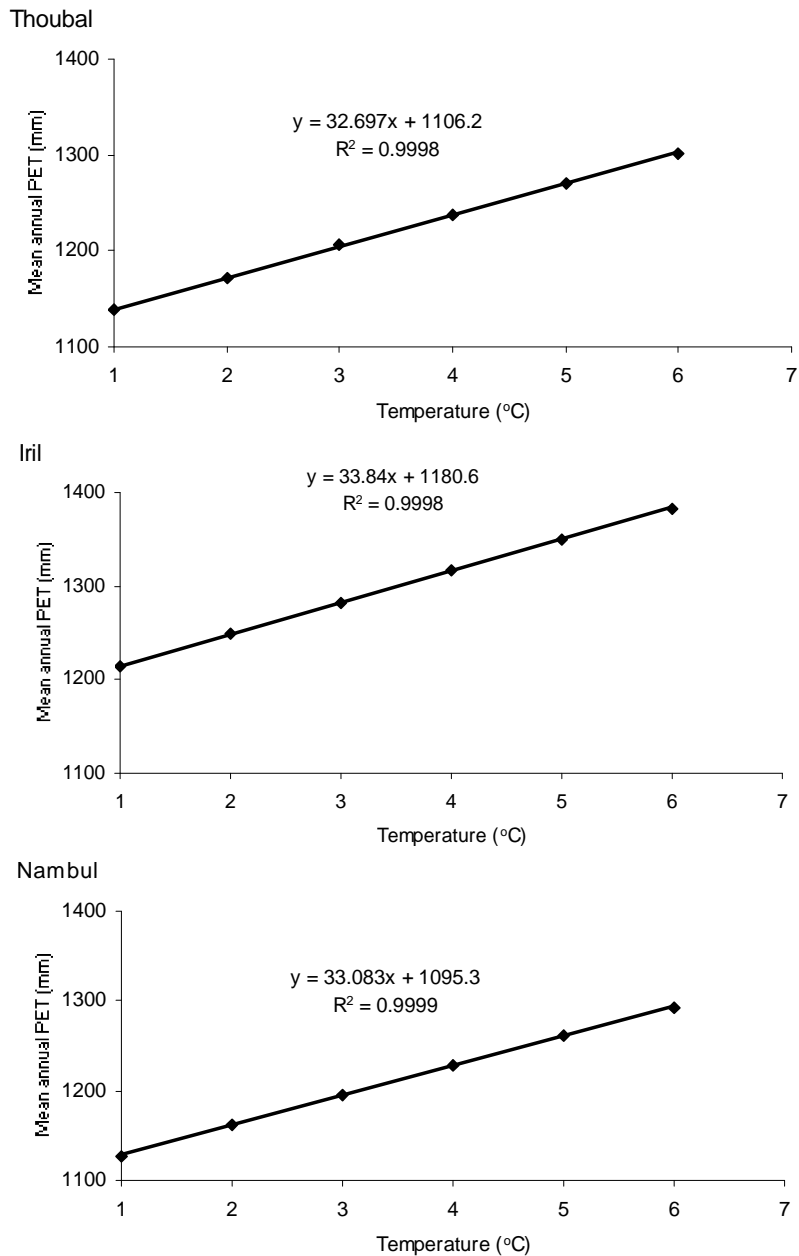 Thoubal
1400
1300
1200
1100
Mean annual PET (mm)
y = 32.697x + 1106.2
R² = 0.9998
1 2 3 4 5 6 7
Temperature (°C)
Iril
1400
1300
1200
1100
Mean annual PET (mm)
y = 33.84x + 1180.6
R² = 0.9998
1 2 3 4 5 6 7
Temperature (°C)
Nambul
1400
1300
1200
1100
Mean annual PET (mm)
y = 33.083x + 1095.3
R² = 0.9999
1 2 3 4 5 6 7
Temperature (°C)